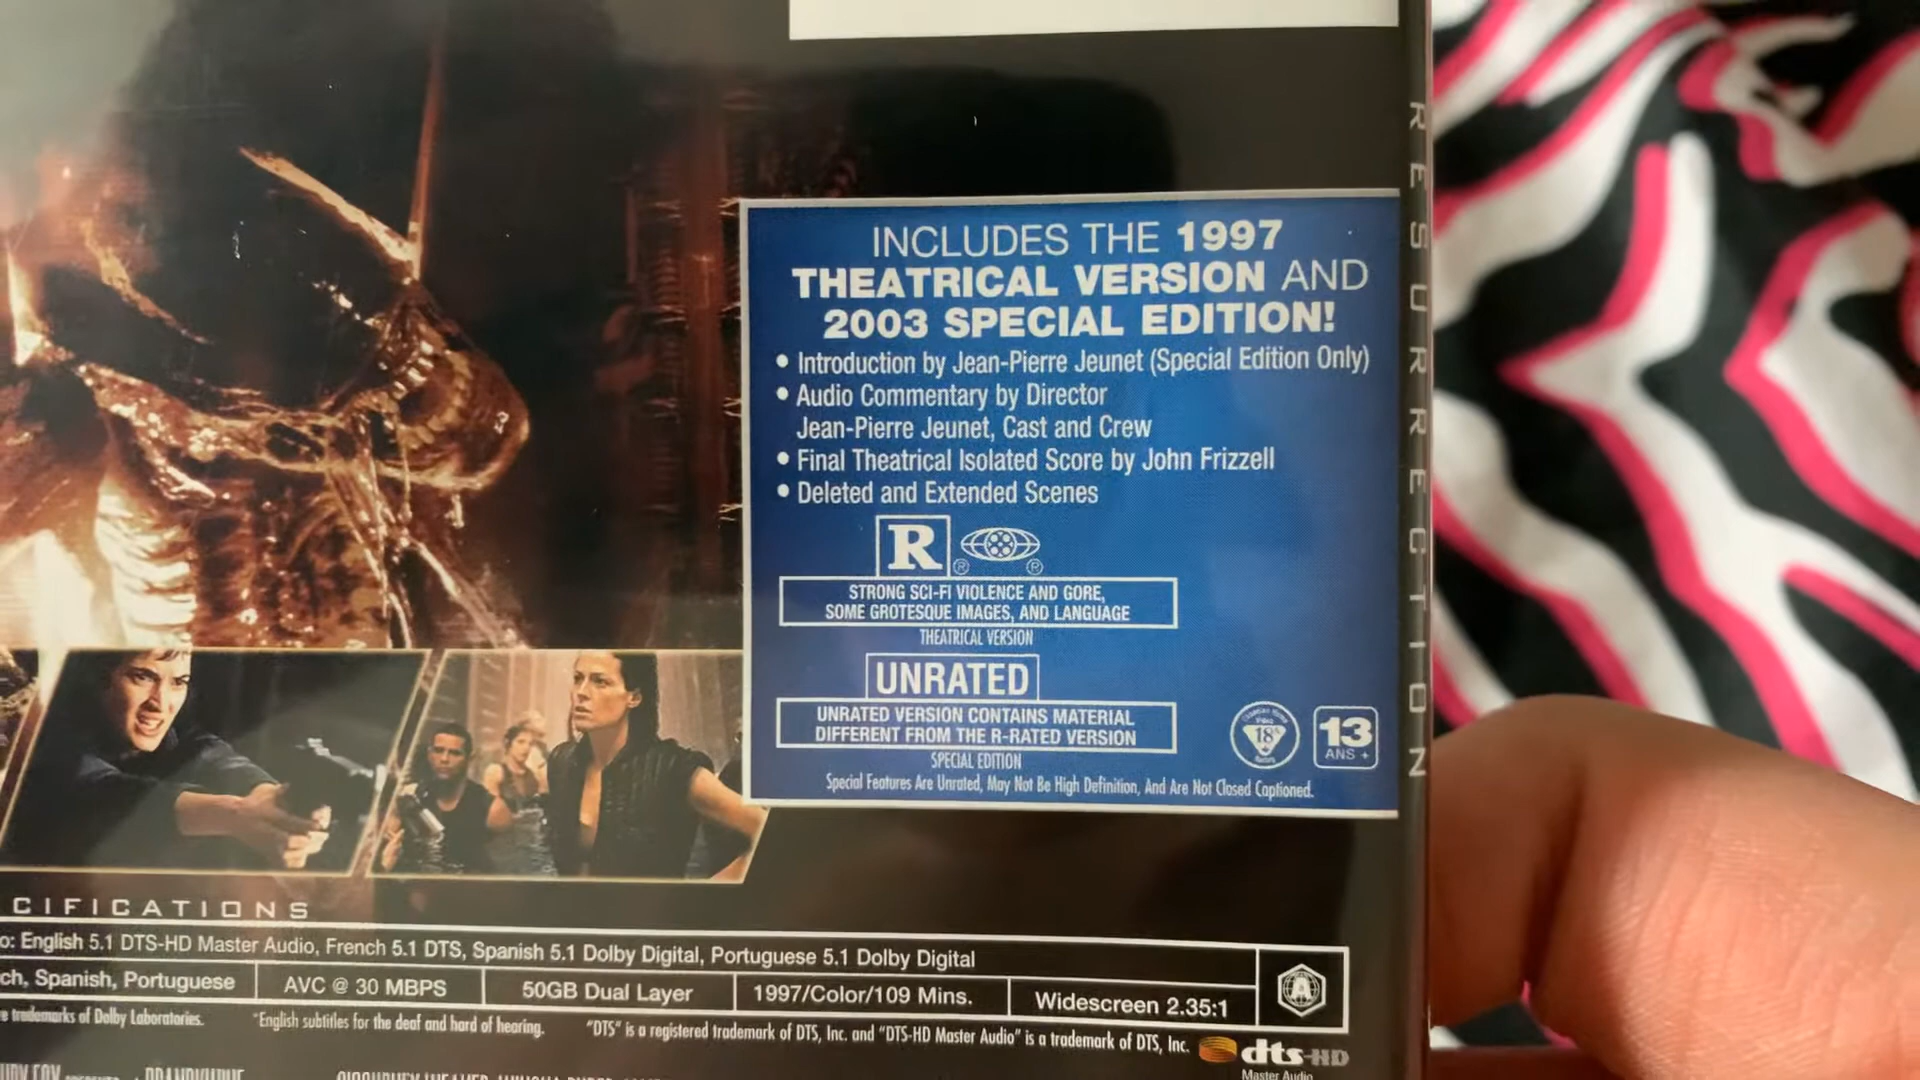 RESURRECTION
INCLUDES THE 1997
THEATRICAL VERSION AND
2003 SPECIAL EDITION!
• Introduction by Jean-Pierre Jeunet (Special Edition Only)
• Audio Commentary by Director
Jean-Pierre Jeunet, Cast and Crew
• Final Theatrical Isolated Score by John Frizzell
• Deleted and Extended Scenes
R ® ®
STRONG SCI-FI VIOLENCE AND GORE,
SOME GROTESQUE IMAGES, AND LANGUAGE
THEATRICAL VERSION
UNRATED
UNRATED VERSION CONTAINS MATERIAL
DIFFERENT FROM THE R-RATED VERSION
SPECIAL EDITION
18A
13
ANS +
Special Features Are Unrated, May Not Be High Definition, And Are Not Closed Captioned.
CIFICATIONS
o: English 5.1 DTS-HD Master Audio, French 5.1 DTS, Spanish 5.1 Dolby Digital, Portuguese 5.1 Dolby Digital
ch, Spanish, Portuguese AVC @ 30 MBPS 50GB Dual Layer 1997/Color/109 Mins. Widescreen 2.35:1
A
e trademarks of Dolby Laboratories. *English subtitles for the deaf and hard of hearing. "DTS" is a registered trademark of DTS, Inc. and "DTS-HD Master Audio" is a trademark of DTS, Inc.
dts-HD
Master Audio